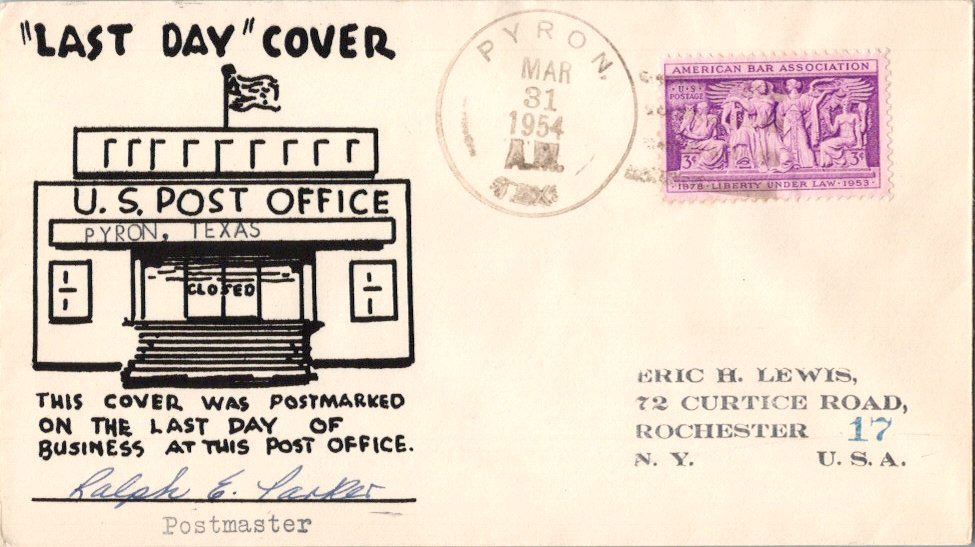 "LAST DAY" COVER
U. S. POST OFFICE
PYRON, TEXAS
CLOSED
THIS COVER WAS POSTMARKED
ON THE LAST DAY OF
BUSINESS AT THIS POST OFFICE.
Ralph E. Parker
Postmaster
PYRON.
MAR
31
1954
A.M.
AMERICAN BAR ASSOCIATION
U·S·
POSTAGE
3¢ 3¢
1878·LIBERTY UNDER LAW·1953
ERIC H. LEWIS,
72 CURTICE ROAD,
ROCHESTER 17
N. Y. U. S. A.